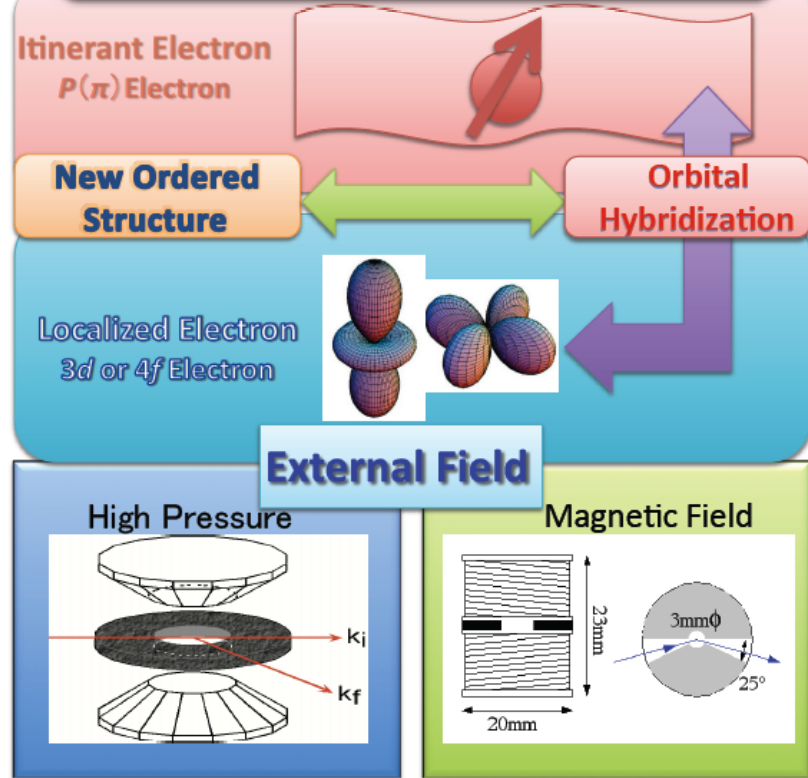 Itinerant Electron
P(π) Electron
New Ordered
Structure
Orbital
Hybridization
Localized Electron
3d or 4f Electron
External Field
High Pressure
ki
kf
Magnetic Field
23mm
20mm
3mmϕ
25°